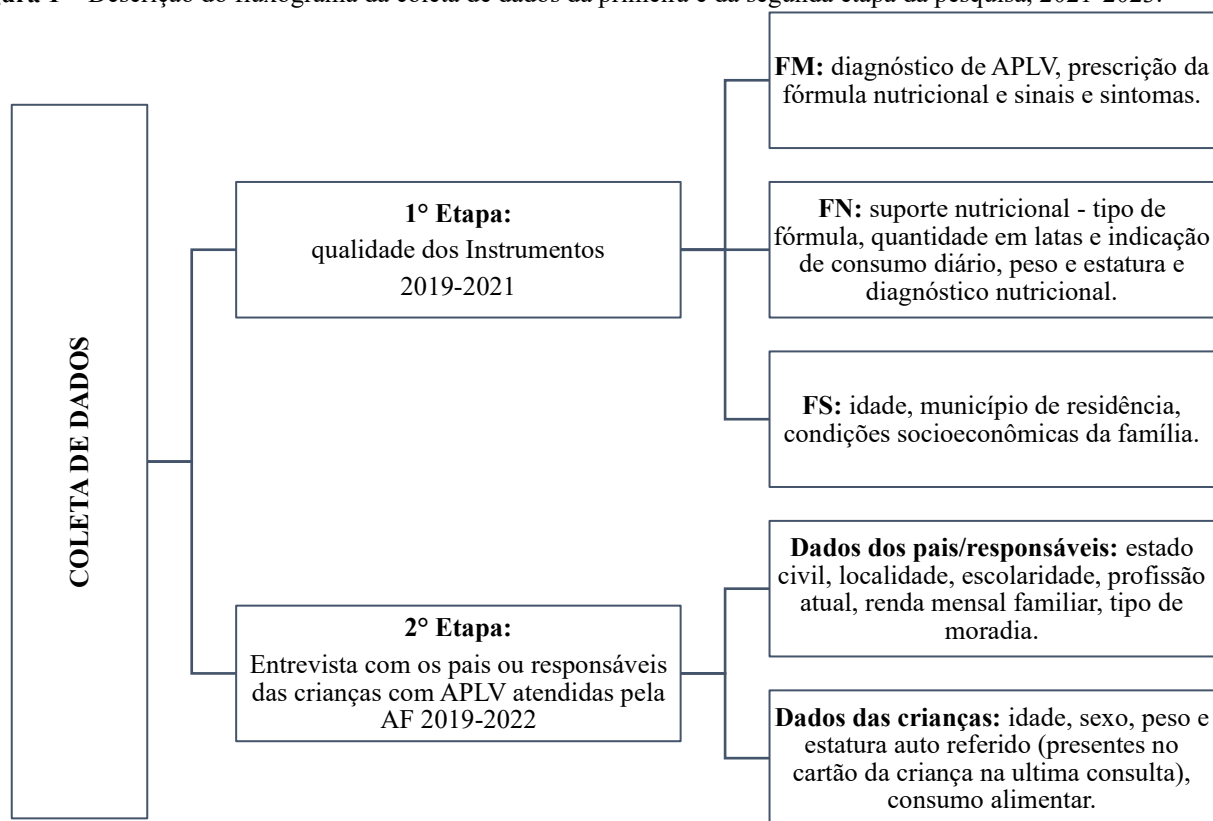 gura 1 – Descrição do fluxograma da coleta de dados da primeira e da segunda etapa da pesquisa, 2021-2023.
COLETA DE DADOS
1° Etapa:
qualidade dos Instrumentos
2019-2021
FM: diagnóstico de APLV, prescrição da
fórmula nutricional e sinais e sintomas.
FN: suporte nutricional - tipo de
fórmula, quantidade em latas e indicação
de consumo diário, peso e estatura e
diagnóstico nutricional.
FS: idade, município de residência,
condições socioeconômicas da família.
2° Etapa:
Entrevista com os pais ou responsáveis
das crianças com APLV atendidas pela
AF 2019-2022
Dados dos pais/responsáveis: estado
civil, localidade, escolaridade, profissão
atual, renda mensal familiar, tipo de
moradia.
Dados das crianças: idade, sexo, peso e
estatura auto referido (presentes no
cartão da criança na ultima consulta),
consumo alimentar.